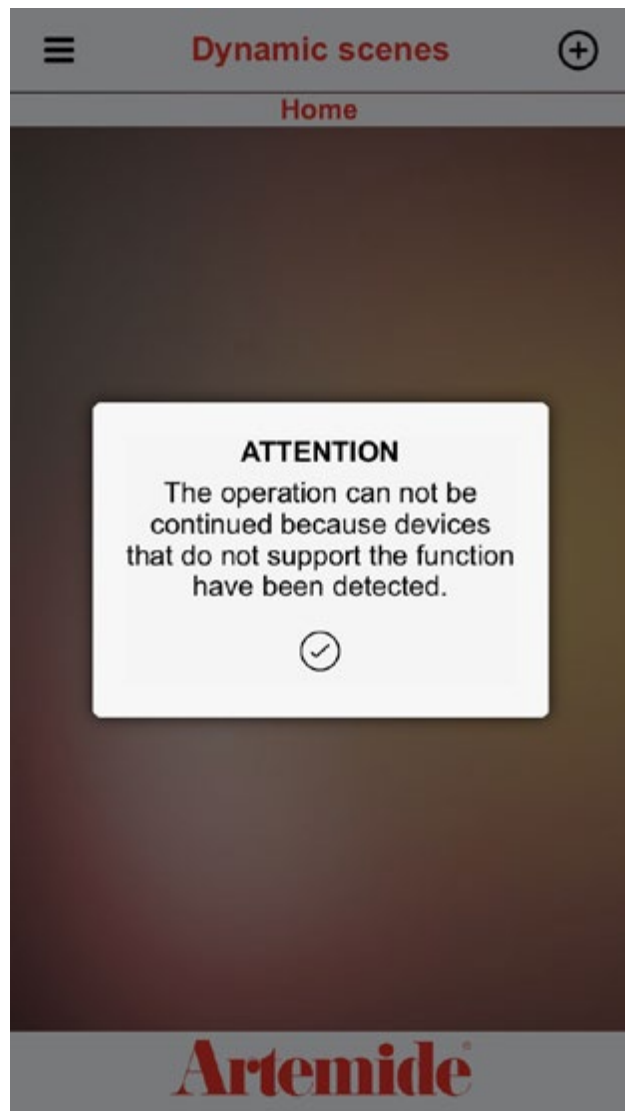 Dynamic scenes
Home
ATTENTION
The operation can not be
continued because devices
that do not support the function
have been detected.
Artemide®